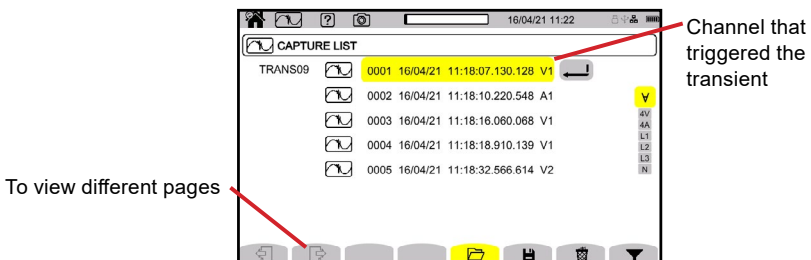 16/04/21 11:22
CAPTURE LIST
TRANS09 0001 16/04/21 11:18:07.130.128 V1
0002 16/04/21 11:18:10.220.548 A1
0003 16/04/21 11:18:16.060.068 V1
0004 16/04/21 11:18:18.910.139 V1
0005 16/04/21 11:18:32.566.614 V2
∀
4V
4A
L1
L2
L3
N
Channel that
triggered the
transient
To view different pages